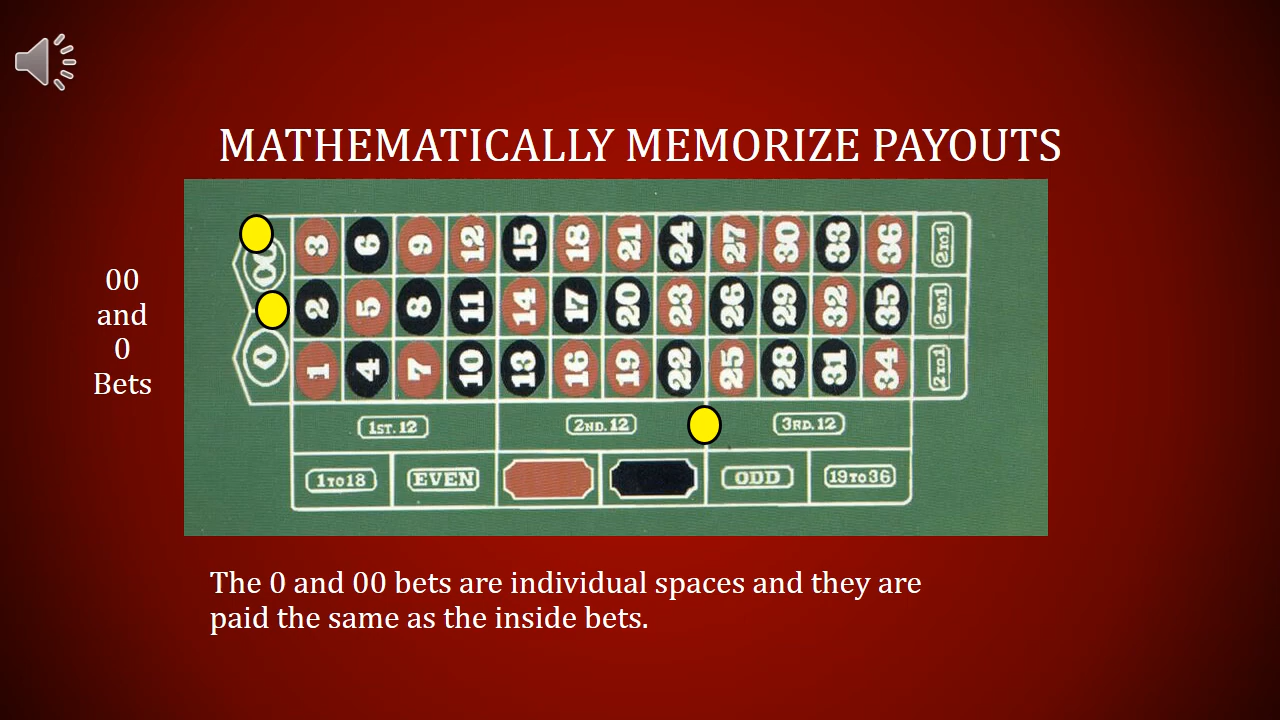 MATHEMATICALLY MEMORIZE PAYOUTS
00
and
0
Bets
3 6 9 12 15 18 21 24 27 30 33 36 2 TO 1
2 5 8 11 14 17 20 23 26 29 32 35 2 TO 1
0 1 4 7 10 13 16 19 22 25 28 31 34 2 TO 1
1ST. 12 2ND. 12 3RD. 12
1 TO 18 EVEN ODD 19 TO 36
The 0 and 00 bets are individual spaces and they are
paid the same as the inside bets.